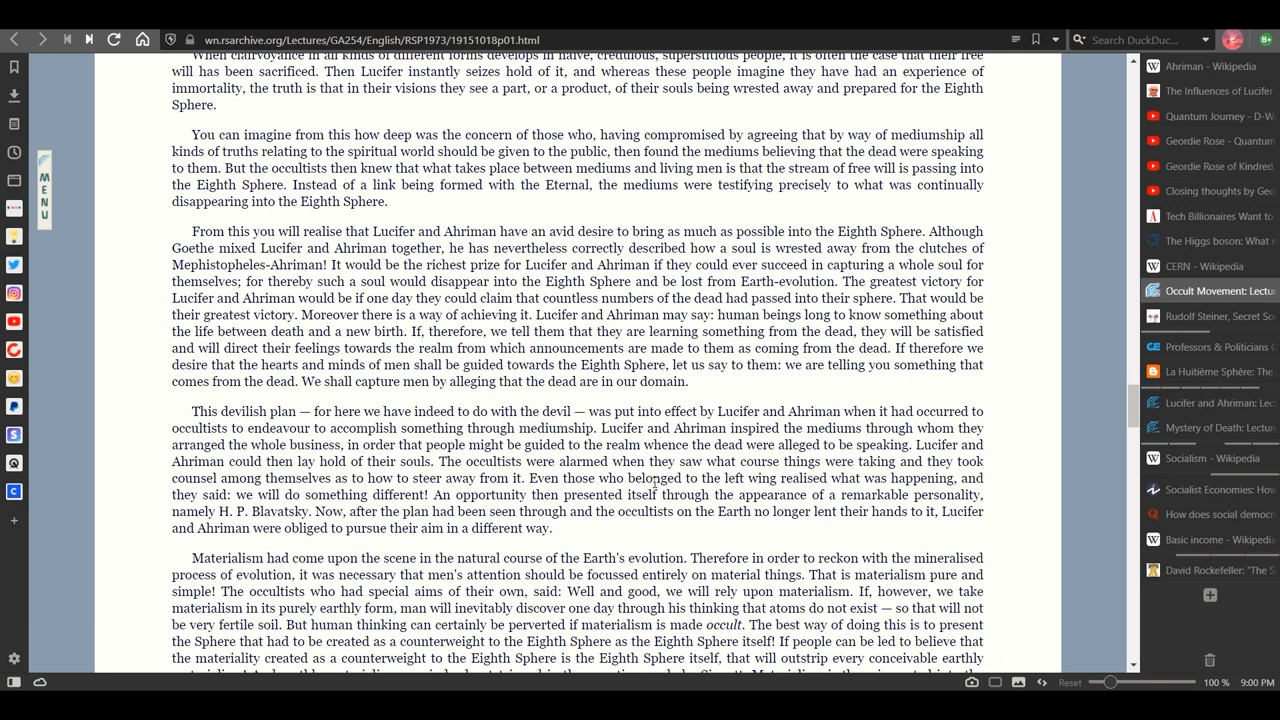 wn.rsarchive.org/Lectures/GA254/English/RSP1973/19151018p01.html
Search DuckDuc
When clairvoyance in all kinds of different forms develops in naive, credulous, superstitious people, it is often the case that their free
will has been sacrificed. Then Lucifer instantly seizes hold of it, and whereas these people imagine they have had an experience of
immortality, the truth is that in their visions they see a part, or a product, of their souls being wrested away and prepared for the Eighth
Sphere.
You can imagine from this how deep was the concern of those who, having compromised by agreeing that by way of mediumship all
kinds of truths relating to the spiritual world should be given to the public, then found the mediums believing that the dead were speaking
to them. But the occultists then knew that what takes place between mediums and living men is that the stream of free will is passing into
the Eighth Sphere. Instead of a link being formed with the Eternal, the mediums were testifying precisely to what was continually
disappearing into the Eighth Sphere.
From this you will realise that Lucifer and Ahriman have an avid desire to bring as much as possible into the Eighth Sphere. Although
Goethe mixed Lucifer and Ahriman together, he has nevertheless correctly described how a soul is wrested away from the clutches of
Mephistopheles-Ahriman! It would be the richest prize for Lucifer and Ahriman if they could ever succeed in capturing a whole soul for
themselves; for thereby such a soul would disappear into the Eighth Sphere and be lost from Earth-evolution. The greatest victory for
Lucifer and Ahriman would be if one day they could claim that countless numbers of the dead had passed into their sphere. That would be
their greatest victory. Moreover there is a way of achieving it. Lucifer and Ahriman may say: human beings long to know something about
the life between death and a new birth. If, therefore, we tell them that they are learning something from the dead, they will be satisfied
and will direct their feelings towards the realm from which announcements are made to them as coming from the dead. If therefore we
desire that the hearts and minds of men shall be guided towards the Eighth Sphere, let us say to them: we are telling you something that
comes from the dead. We shall capture men by alleging that the dead are in our domain.
This devilish plan — for here we have indeed to do with the devil — was put into effect by Lucifer and Ahriman when it had occurred to
occultists to endeavour to accomplish something through mediumship. Lucifer and Ahriman inspired the mediums through whom they
arranged the whole business, in order that people might be guided to the realm whence the dead were alleged to be speaking. Lucifer and
Ahriman could then lay hold of their souls. The occultists were alarmed when they saw what course things were taking and they took
counsel among themselves as to how to steer away from it. Even those who belonged to the left wing realised what was happening, and
they said: we will do something different! An opportunity then presented itself through the appearance of a remarkable personality,
namely H. P. Blavatsky. Now, after the plan had been seen through and the occultists on the Earth no longer lent their hands to it, Lucifer
and Ahriman were obliged to pursue their aim in a different way.
Materialism had come upon the scene in the natural course of the Earth's evolution. Therefore in order to reckon with the mineralised
process of evolution, it was necessary that men's attention should be focussed entirely on material things. That is materialism pure and
simple! The occultists who had special aims of their own, said: Well and good, we will rely upon materialism. If, however, we take
materialism in its purely earthly form, man will inevitably discover one day through his thinking that atoms do not exist — so that will not
be very fertile soil. But human thinking can certainly be perverted if materialism is made occult. The best way of doing this is to present
the Sphere that had to be created as a counterweight to the Eighth Sphere as the Eighth Sphere itself! If people can be led to believe that
the materiality created as a counterweight to the Eighth Sphere is the Eighth Sphere itself, that will outstrip every conceivable earthly
MENU
Ahriman - Wikipedia
The Influences of Lucifer
Quantum Journey - D-W
Geordie Rose - Quantum
Geordie Rose of Kindred
Closing thoughts by Geo
Tech Billionaires Want to
The Higgs boson: What m
CERN - Wikipedia
Occult Movement: Lectu
Rudolf Steiner, Secret So
Professors & Politicians G
La Huitième Sphère: The
Lucifer and Ahriman: Lec
Mystery of Death: Lectur
Socialism - Wikipedia
Socialist Economies - His
How does social democr
Basic income - Wikipedia
David Rockefeller: "The S
Reset
100 %
9:00 PM